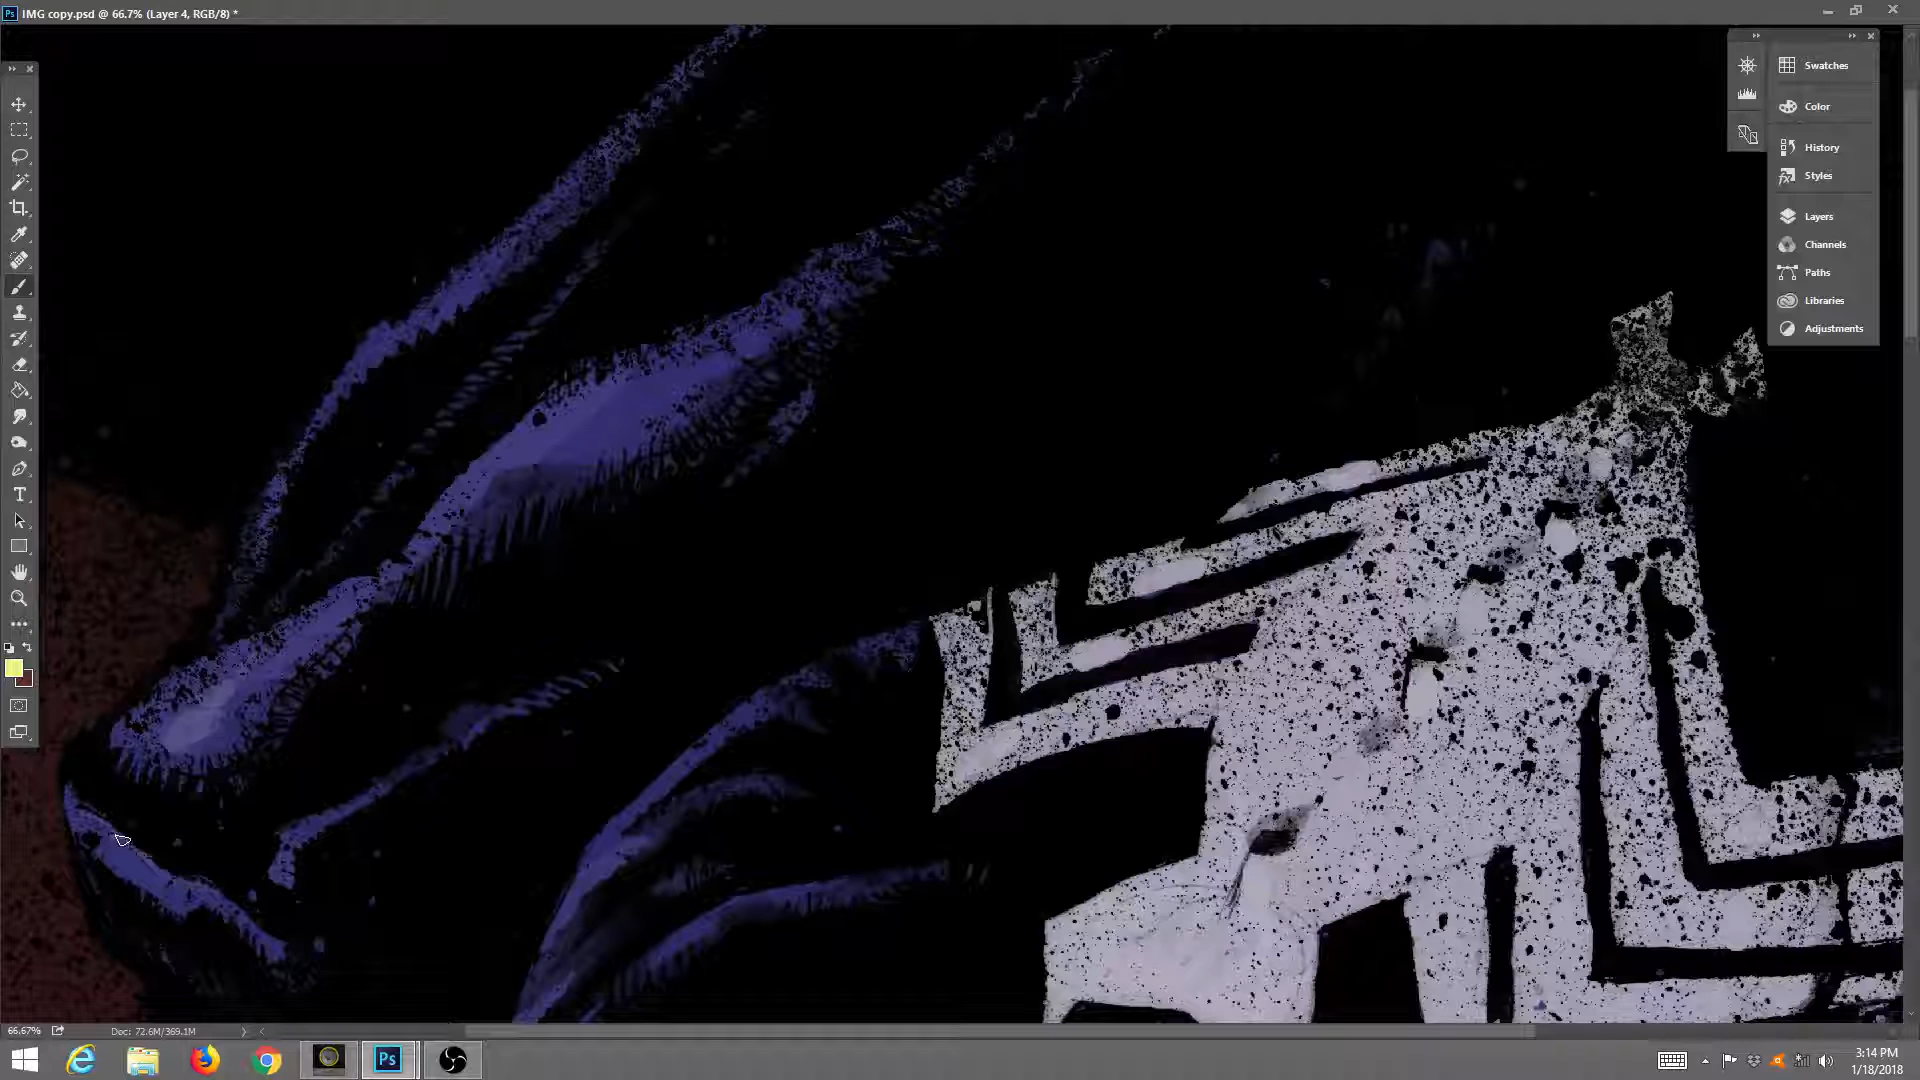 IMG copy.psd @ 66.7% (Layer 4, RGB/8) *
Swatches
Color
History
Styles
Layers
Channels
Paths
Libraries
Adjustments
66.67%
Doc: 72.6M/369.1M
Ps
3:14 PM
1/18/2018